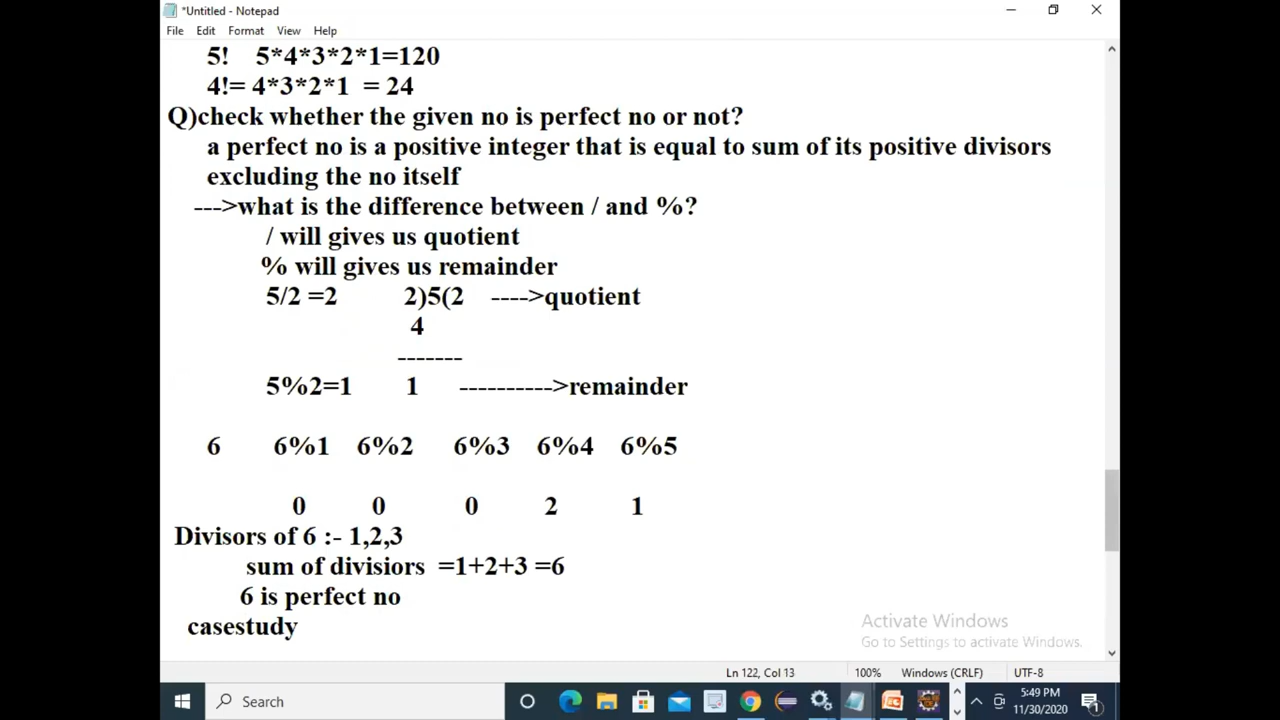 *Untitled - Notepad
File Edit Format View Help
5! 5*4*3*2*1=120
4!= 4*3*2*1 = 24
Q)check whether the given no is perfect no or not?
a perfect no is a positive integer that is equal to sum of its positive divisors
excluding the no itself
--->what is the difference between / and %?
/ will gives us quotient
% will gives us remainder
5/2 =2 2)5(2 ---->quotient
4
-------
5%2=1 1 ---------->remainder
6 6%1 6%2 6%3 6%4 6%5
0 0 0 2 1
Divisors of 6 :- 1,2,3
sum of divisiors =1+2+3 =6
6 is perfect no
casestudy
Activate Windows
Go to Settings to activate Windows.
Ln 122, Col 13 100% Windows (CRLF) UTF-8
Search 5:49 PM
11/30/2020 1